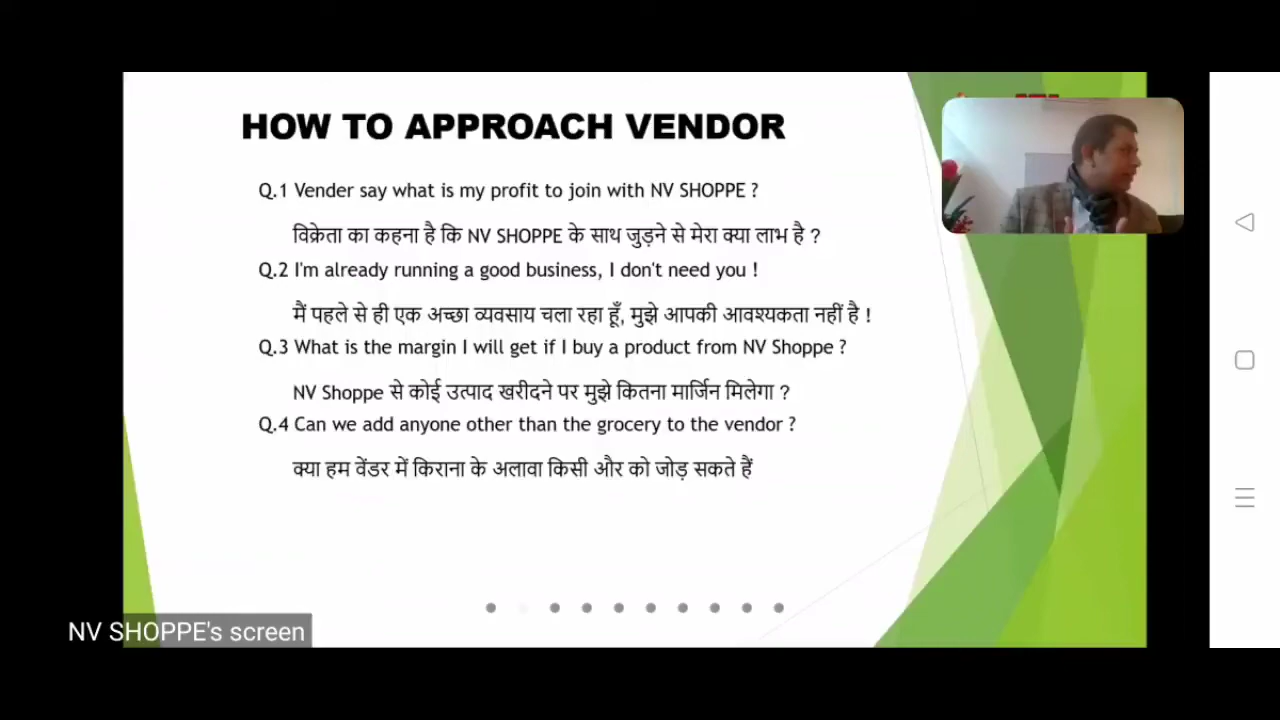 HOW TO APPROACH VENDOR
Q.1 Vender say what is my profit to join with NV SHOPPE ?
विक्रेता का कहना है कि NV SHOPPE के साथ जुड़ने से मेरा क्या लाभ है ?
Q.2 I'm already running a good business, I don't need you !
मैं पहले से ही एक अच्छा व्यवसाय चला रहा हूँ, मुझे आपकी आवश्यकता नहीं है !
Q.3 What is the margin I will get if I buy a product from NV Shoppe ?
NV Shoppe से कोई उत्पाद खरीदने पर मुझे कितना मार्जिन मिलेगा ?
Q.4 Can we add anyone other than the grocery to the vendor ?
क्या हम वेंडर में किराना के अलावा किसी और को जोड़ सकते हैं
NV SHOPPE's screen